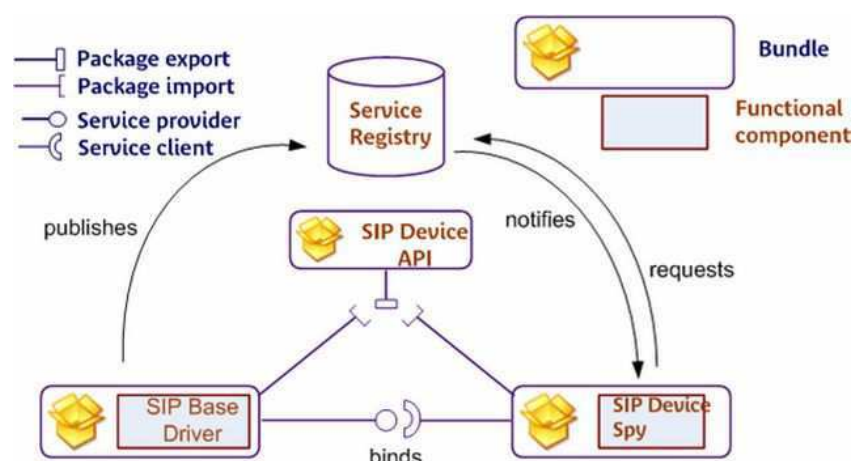 Package export
Package import
Service provider
Service client
Service
Registry
Bundle
Functional
component
publishes
notifies
requests
SIP Device
API
SIP Base
Driver
binds
SIP Device
Spy